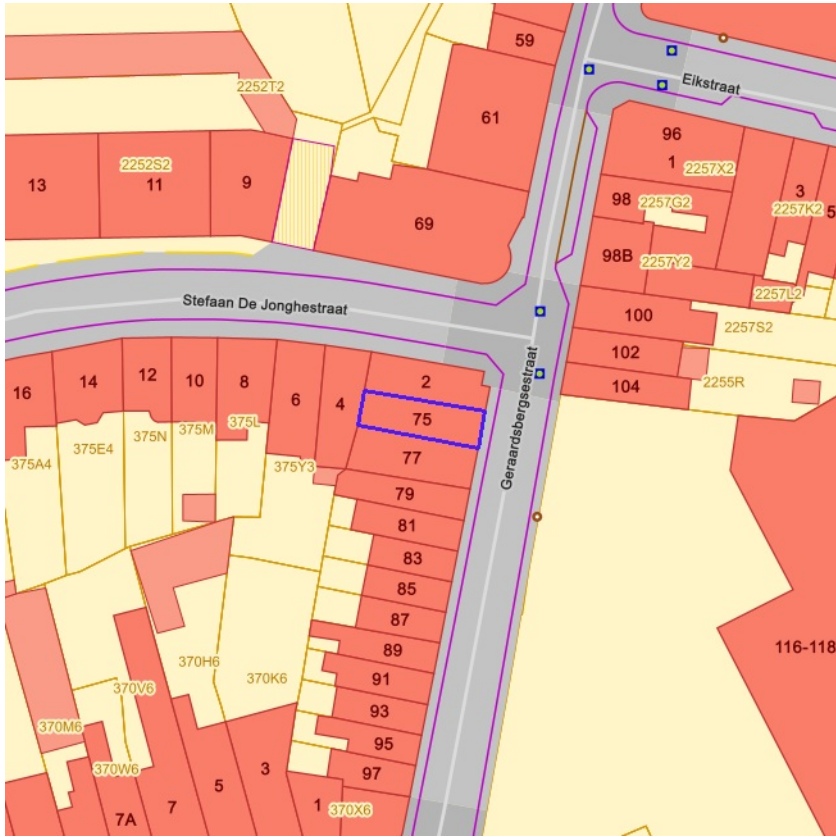 59
Eikstraat
2252T2
61
96
1
2257X2
13
2252S2
11
9
3
98
2257G2
2257K2
5
69
98B
2257Y2
2257L2
Stefaan De Jonghestraat
100
2257S2
102
2
104
2255R
16
14
12
10
8
6
4
75
375L
375N
375M
375A4
375E4
375Y3
77
Geraardsbergsestraat
79
81
83
85
87
89
116-118
370H6
91
370K6
370V6
93
370M6
95
370W6
3
97
5
7
1
370X6
7A